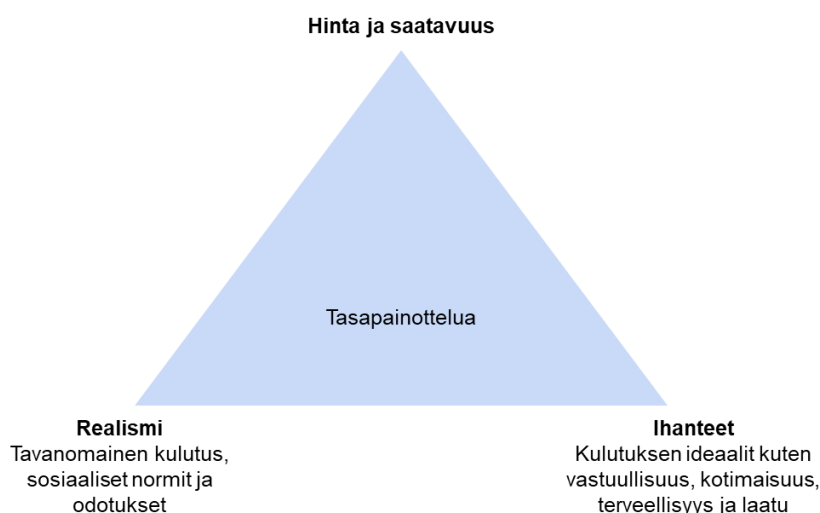 Hinta ja saatavuus
Tasapainottelua
Realismi
Tavanomainen kulutus,
sosiaaliset normit ja
odotukset
Ihanteet
Kulutuksen ideaalit kuten
vastuullisuus, kotimaisuus,
terveellisyys ja laatu